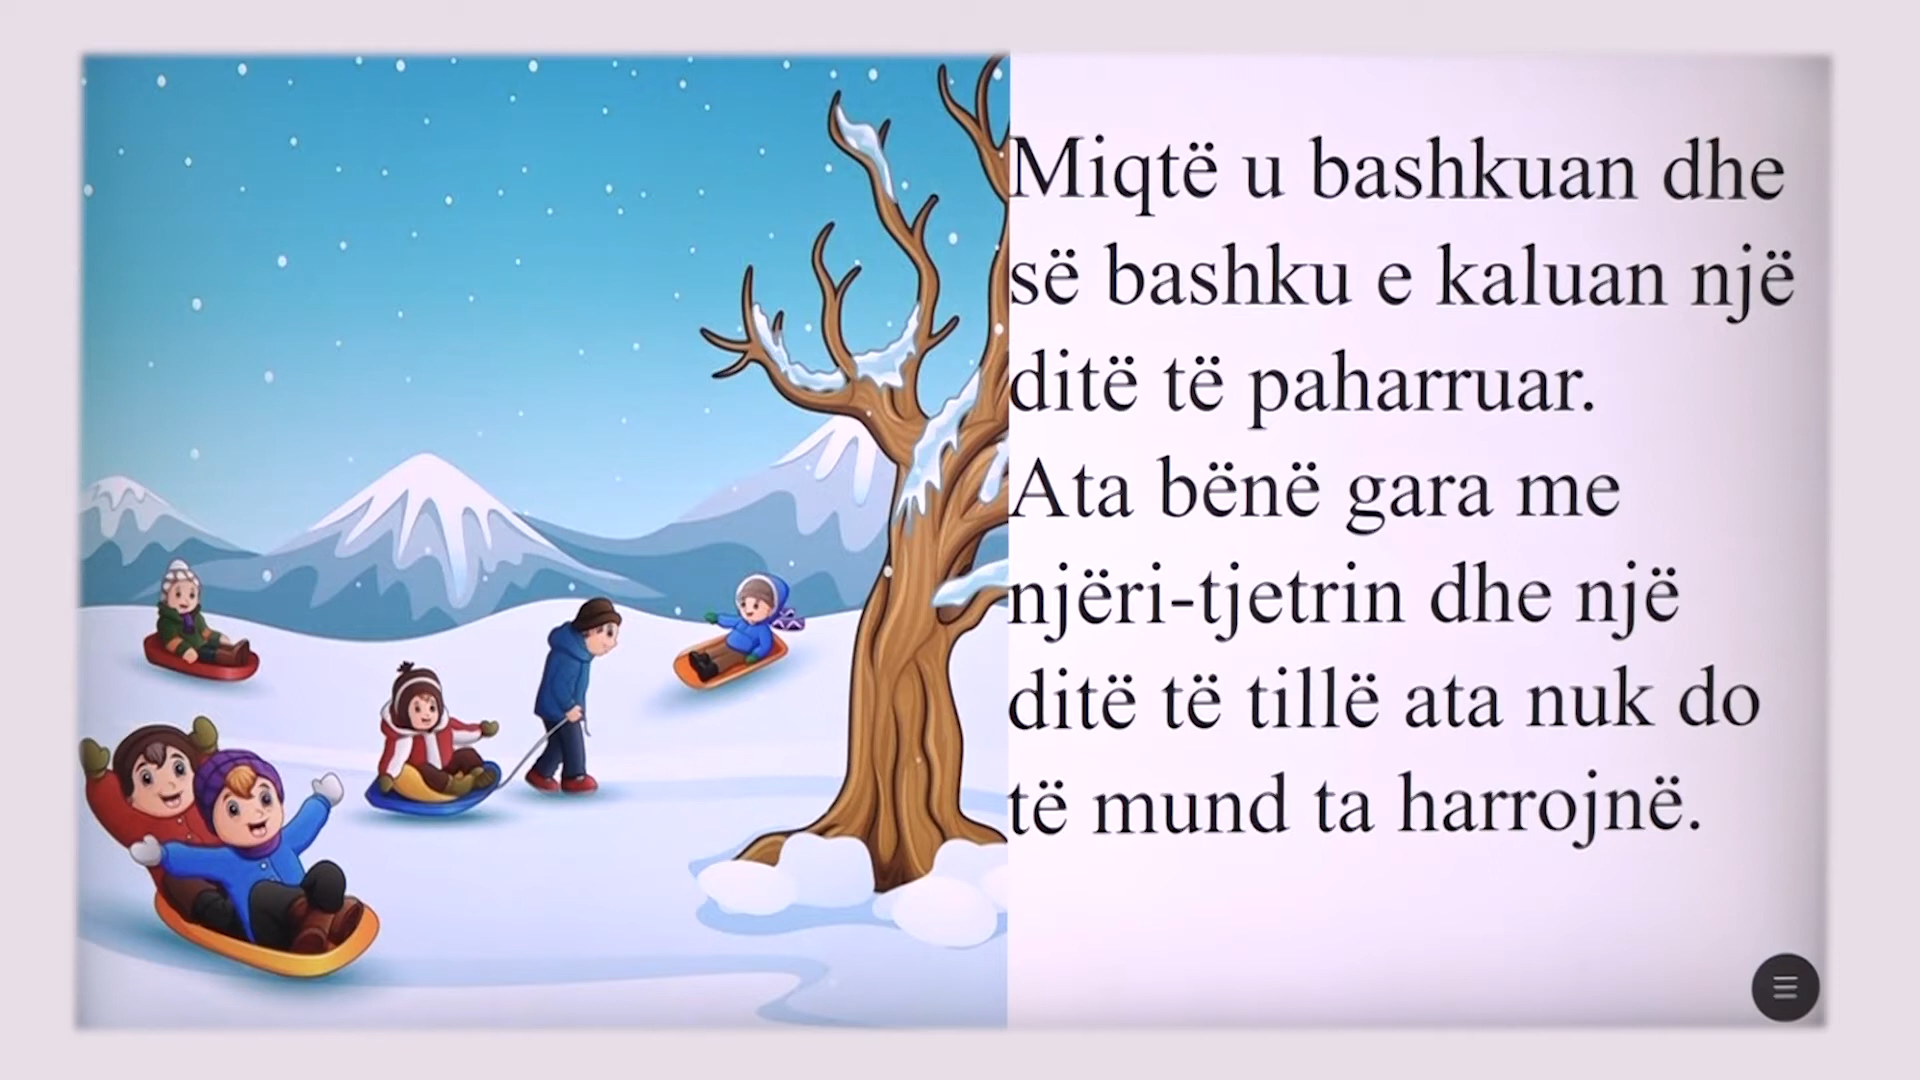 Miqtë u bashkuan dhe
së bashku e kaluan një
ditë të paharruar.
Ata bënë gara me
njëri-tjetrin dhe një
ditë të tillë ata nuk do
të mund ta harrojnë.